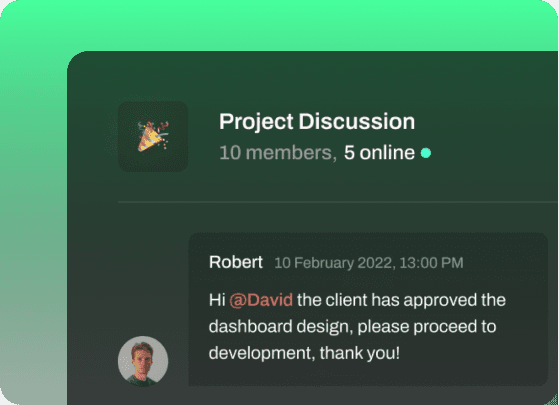 Project Discussion
10 members, 5 online
Robert 10 February 2022, 13:00 PM
Hi @David the client has approved the
dashboard design, please proceed to
development, thank you!